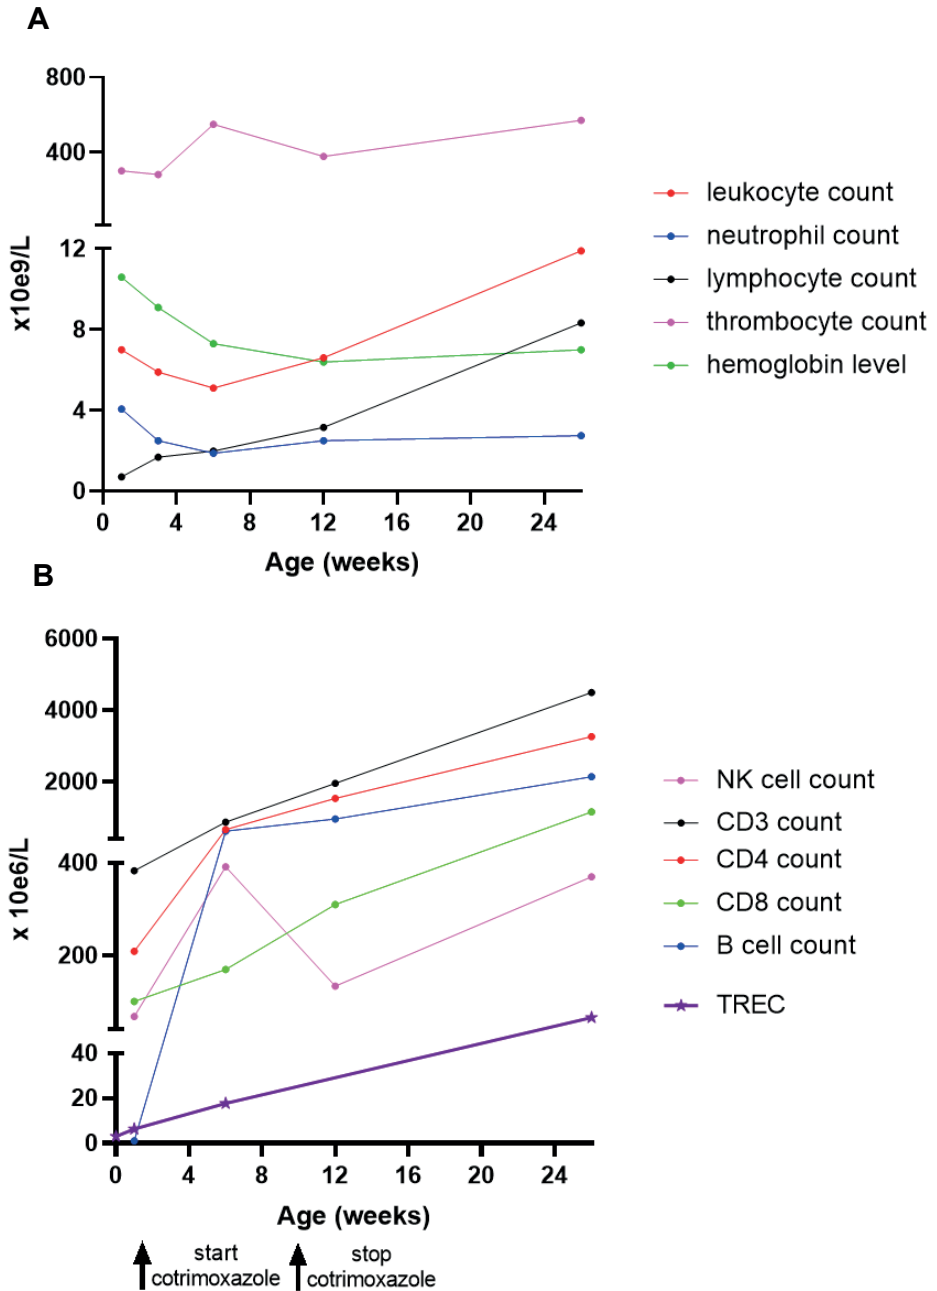 A
800
400
12
8
4
0
x10e9/L
0 4 8 12 16 20 24
Age (weeks)
leukocyte count
neutrophil count
lymphocyte count
thrombocyte count
hemoglobin level
B
6000
4000
2000
400
200
40
20
0
x 10e6/L
0 4 8 12 16 20 24
Age (weeks)
NK cell count
CD3 count
CD4 count
CD8 count
B cell count
TREC
start
cotrimoxazole
stop
cotrimoxazole